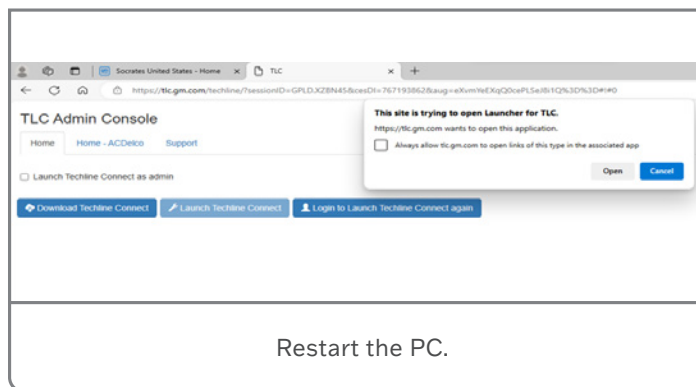 Socrates United States - Home
TLC
https://tlc.gm.com/techline/?sessionID=GPLD.XZBN45&cesDI=767193862&aug=eXvmYeEXqQ0cePLSeJ8i1Q%3D%3D#!#0
TLC Admin Console
This site is trying to open Launcher for TLC.
https://tlc.gm.com wants to open this application.
Always allow tlc.gm.com to open links of this type in the associated app
Open Cancel
Home Home - ACDelco Support
Launch Techline Connect as admin
Download Techline Connect Launch Techline Connect Login to Launch Techline Connect again
Restart the PC.